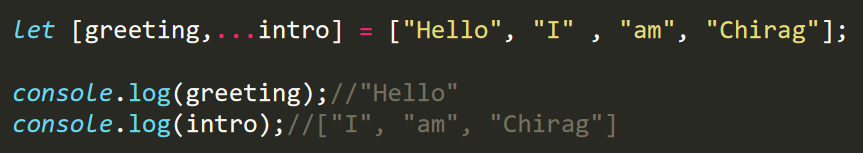 let [greeting,...intro] = ["Hello", "I" , "am", "Chirag"];
console.log(greeting);//"Hello"
console.log(intro);//["I", "am", "Chirag"]